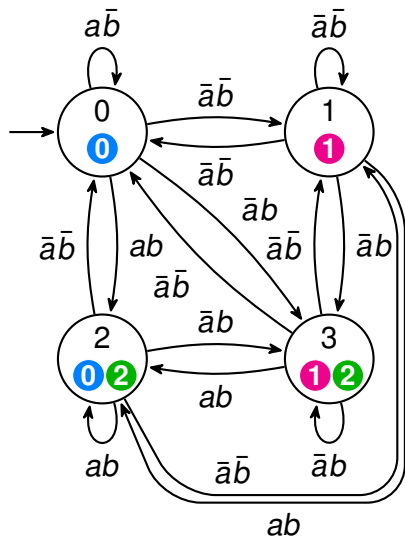 ab̄ āb̄
0 āb̄ 1
0 1
āb̄
āb
āb̄ ab āb̄ āb
āb̄
2 āb 3
0 2 1 2
ab
ab āb̄ āb
ab